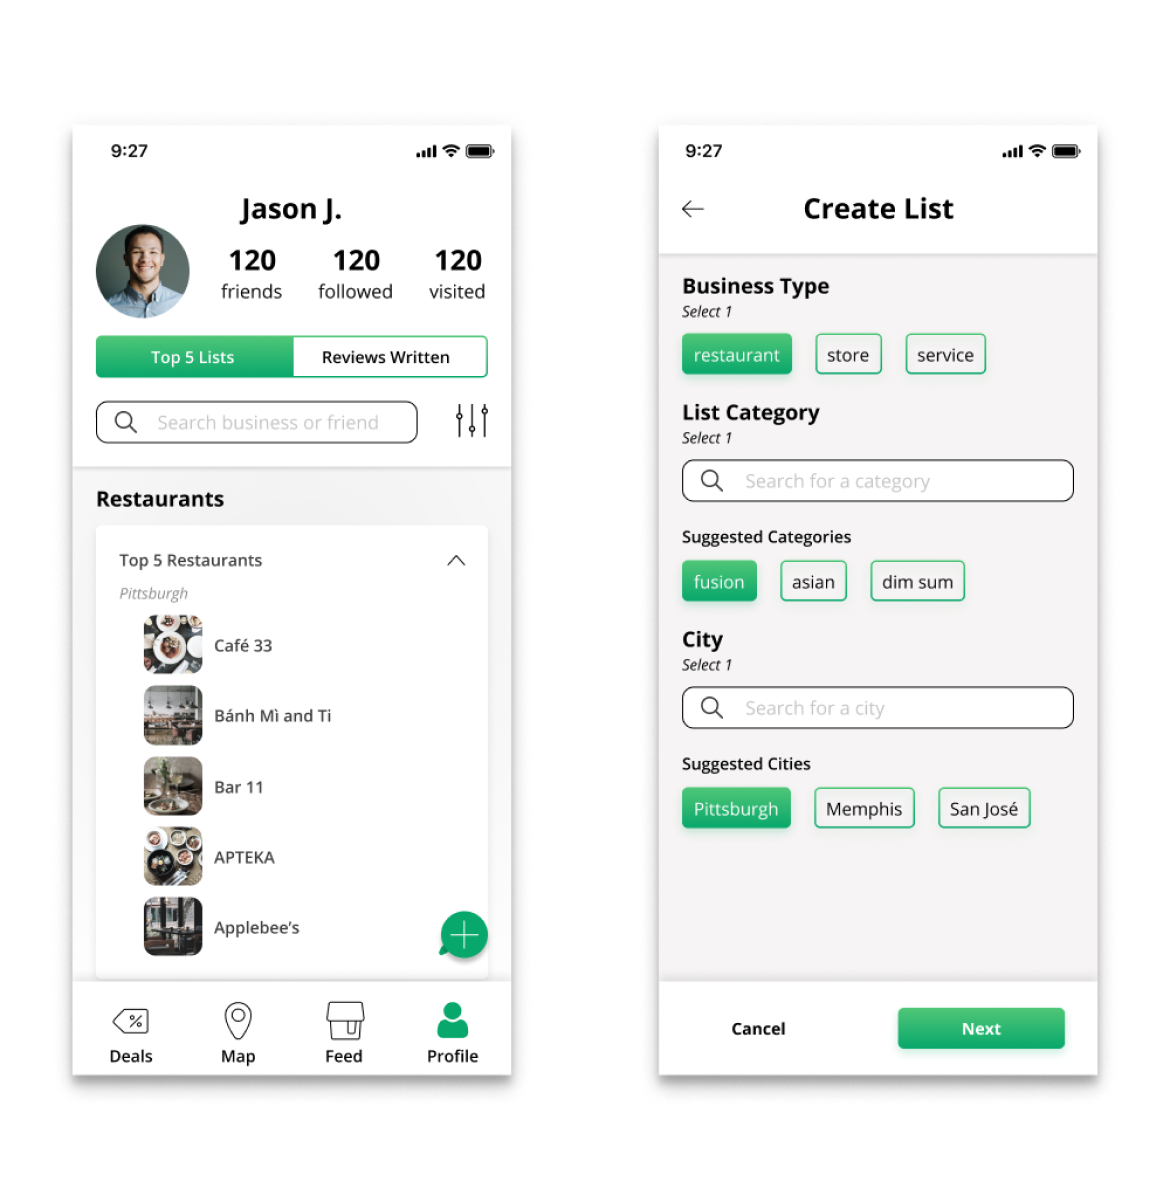 9:27
Jason J.
120 120 120
friends followed visited
Top 5 Lists Reviews Written
Search business or friend
Restaurants
Top 5 Restaurants
Pittsburgh
Café 33
Bánh Mì and Ti
Bar 11
APTEKA
Applebee’s
%
Deals Map Feed Profile
9:27
Create List
Business Type
Select 1
restaurant store service
List Category
Select 1
Search for a category
Suggested Categories
fusion asian dim sum
City
Select 1
Search for a city
Suggested Cities
Pittsburgh Memphis San José
Cancel Next